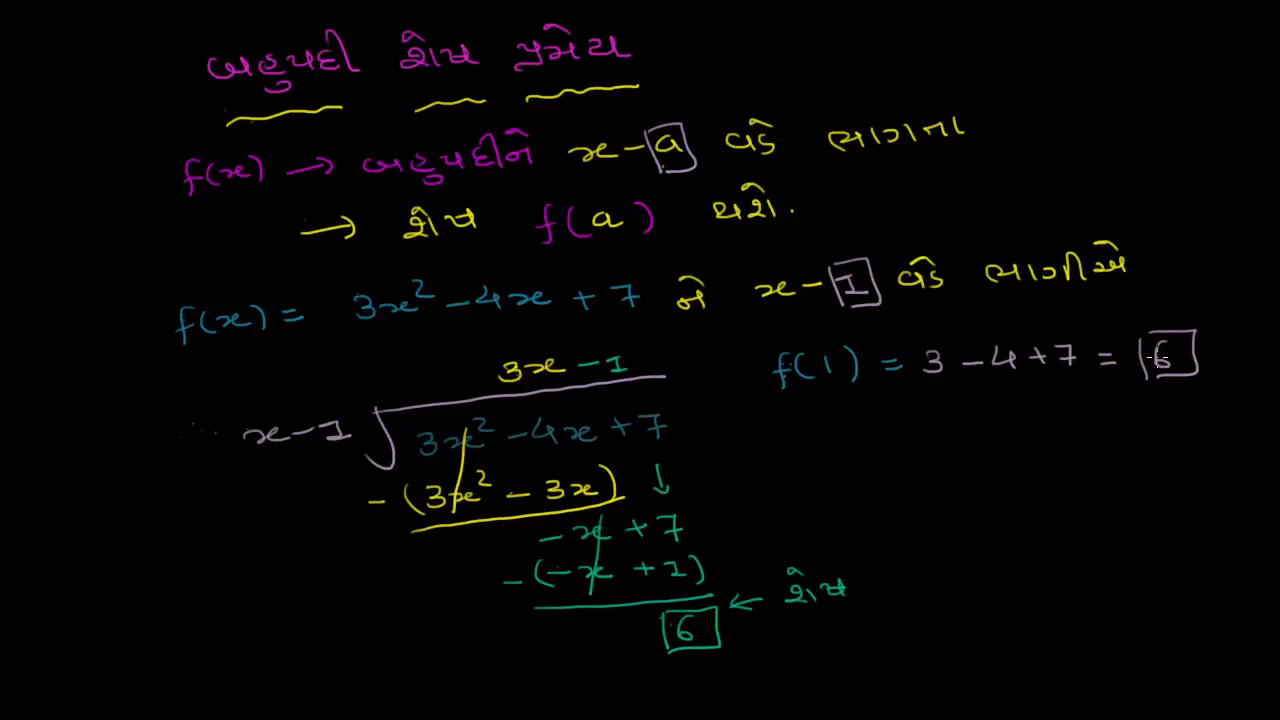 બહુપદી શેષ પ્રમેય
f(x) → બહુપદીને x - a વડે ભાગતા
→ શેષ f(a) થશે.
f(x) = 3x² - 4x + 7 ને x - 1 વડે ભાગીએ
3x - 1
f(1) = 3 - 4 + 7 = 6
x - 1 √ 3x² - 4x + 7
- (3x² - 3x) ↓
- x + 7
- (- x + 1)
6 ← શેષ